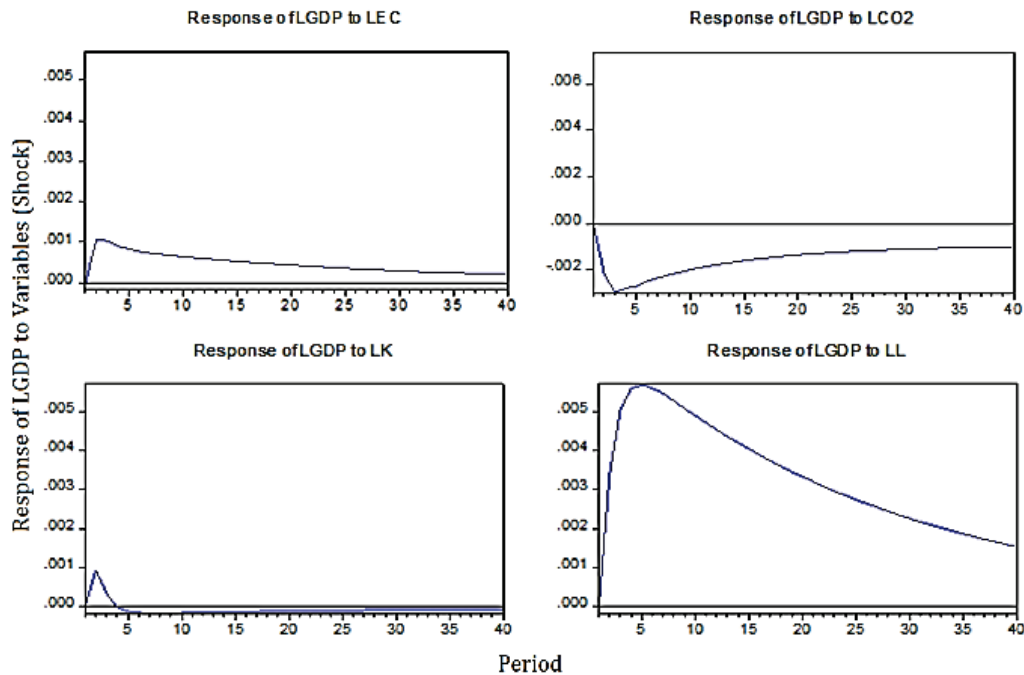 Response of LGDP to LEC
.005
.004
.003
.002
.001
.000
5 10 15 20 25 30 35 40
Response of LGDP to LCO2
.006
.004
.002
.000
-.002
5 10 15 20 25 30 35 40
Response of LGDP to LK
.005
.004
.003
.002
.001
.000
5 10 15 20 25 30 35 40
Response of LGDP to LL
.005
.004
.003
.002
.001
.000
5 10 15 20 25 30 35 40
Response of LGDP to Variables (Shock)
Period